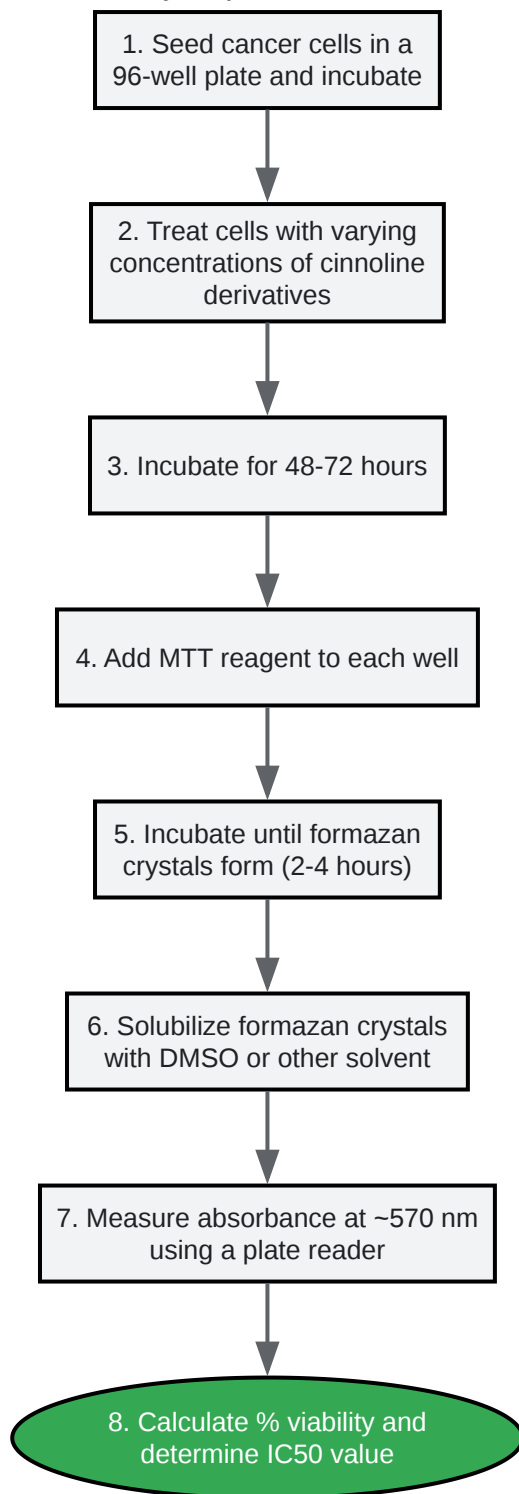 1. Seed cancer cells in a
96-well plate and incubate
2. Treat cells with varying
concentrations of cinnoline
derivatives
3. Incubate for 48-72 hours
4. Add MTT reagent to each well
5. Incubate until formazan
crystals form (2-4 hours)
6. Solubilize formazan crystals
with DMSO or other solvent
7. Measure absorbance at ~570 nm
using a plate reader
8. Calculate % viability and
determine IC50 value